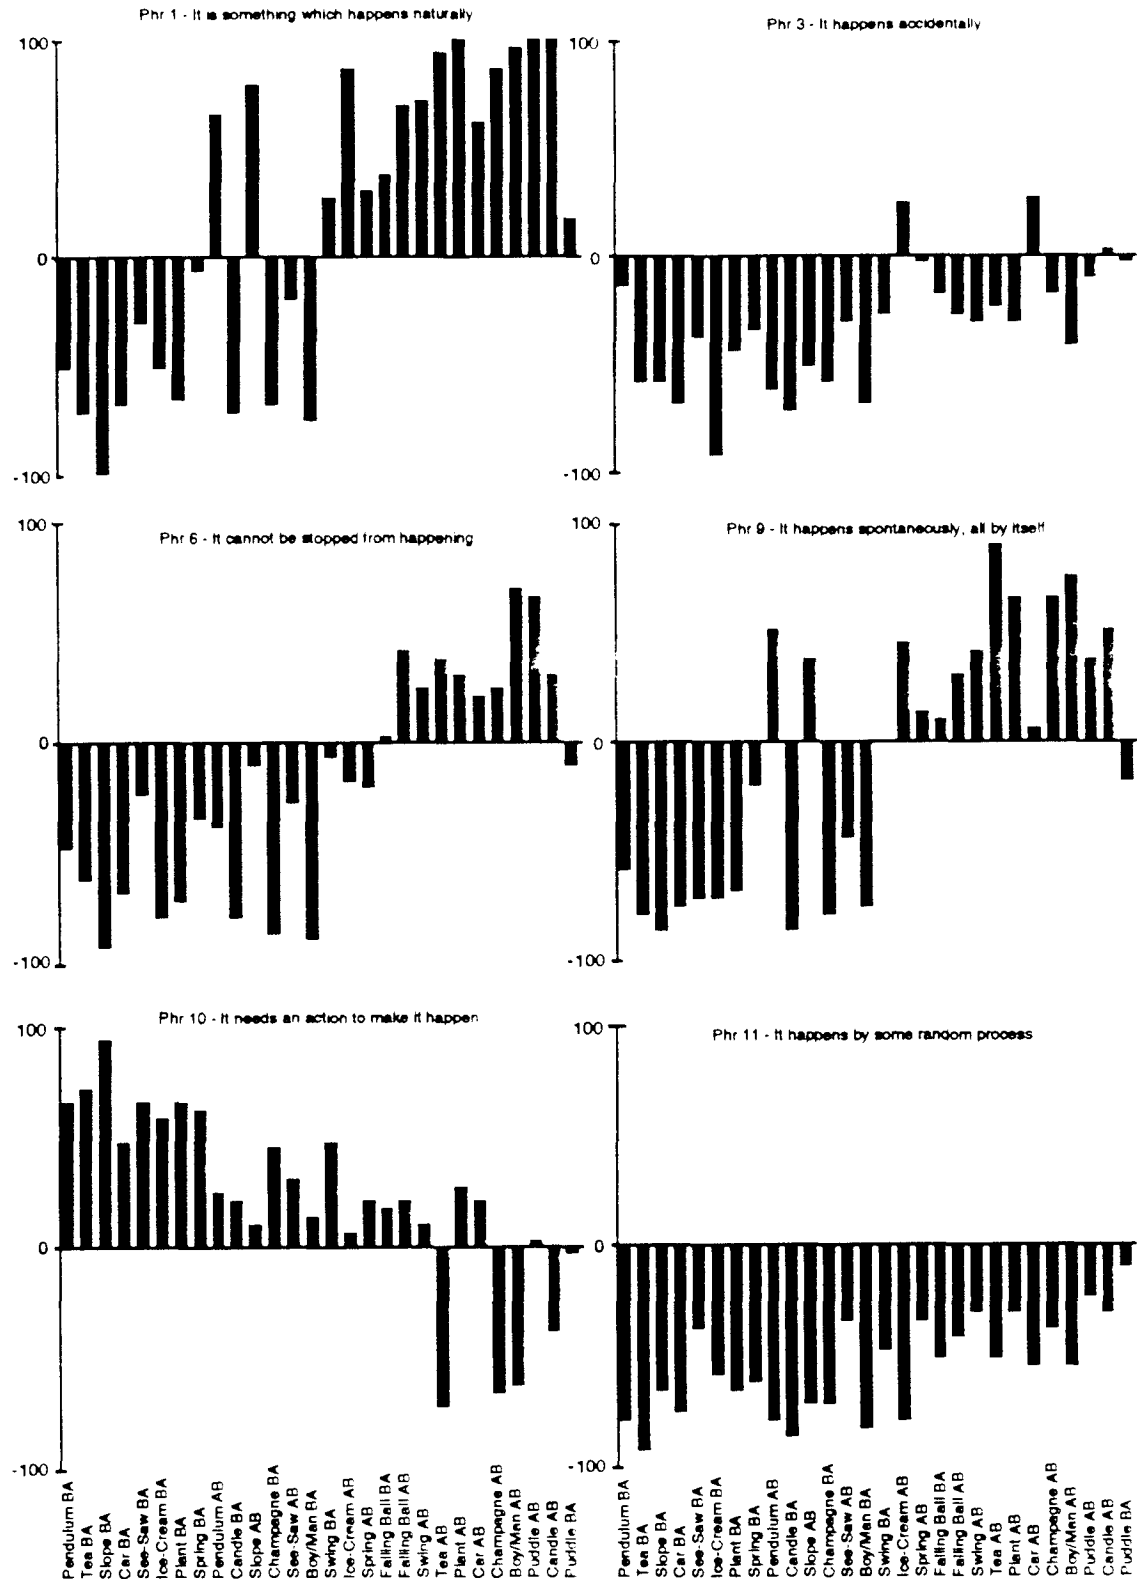 Phr 1 - It is something which happens naturally
100
0
-100
Phr 3 - It happens accidentally
100
0
-100
Phr 6 - It cannot be stopped from happening
100
0
-100
Phr 9 - It happens spontaneously, all by itself
100
0
-100
Phr 10 - It needs an action to make it happen
100
0
-100
Phr 11 - It happens by some random process
100
0
-100
Pendulum BA
Tea BA
Slope BA
Car BA
See-Saw BA
Ice-Cream BA
Plant BA
Spring BA
Pendulum AB
Candle BA
Slope AB
Champagne BA
See-Saw AB
Boy/Man BA
Swing BA
Ice-Cream AB
Spring AB
Falling Ball BA
Falling Ball AB
Swing AB
Tea AB
Plant AB
Car AB
Champagne AB
Boy/Man AB
Puddle AB
Candle AB
Puddle BA
Pendulum BA
Tea BA
Slope BA
Car BA
See-Saw BA
Ice-Cream BA
Plant BA
Spring BA
Pendulum AB
Candle BA
Slope AB
Champagne BA
See-Saw AB
Boy/Man BA
Swing BA
Ice-Cream AB
Spring AB
Falling Ball BA
Falling Ball AB
Swing AB
Tea AB
Plant AB
Car AB
Champagne AB
Boy/Man AB
Puddle AB
Candle AB
Puddle BA